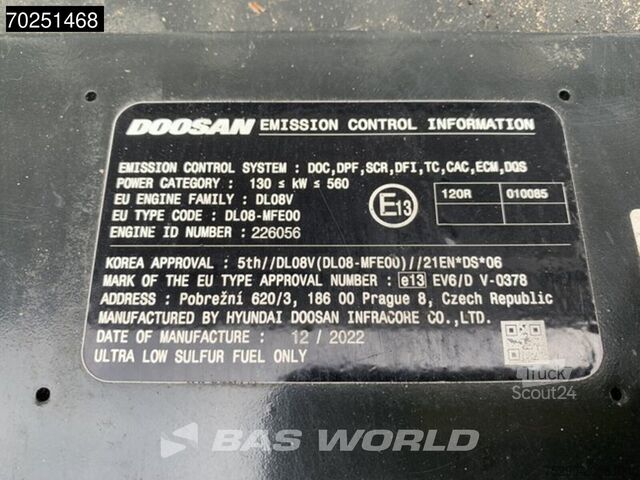 70251468
DOOSAN EMISSION CONTROL INFORMATION
EMISSION CONTROL SYSTEM : DOC,DPF,SCR,DFI,TC,CAC,ECM,DQS
POWER CATEGORY : 130 ≤ kW ≤ 560
EU ENGINE FAMILY : DL08V
EU TYPE CODE : DL08-MFE00
ENGINE ID NUMBER : 226056
E13
120R 010085
KOREA APPROVAL : 5th//DL08V(DL08-MFE00)//21EN*DS*06
MARK OF THE EU TYPE APPROVAL NUMBER : e13 EV6/D V-0378
ADDRESS : Pobrežní 620/3, 186 00 Prague 8, Czech Republic
MANUFACTURED BY HYUNDAI DOOSAN INFRACORE CO.,LTD.
DATE OF MANUFACTURE : 12 / 2022
ULTRA LOW SULFUR FUEL ONLY
Truck
Scout24
BAS WORLD